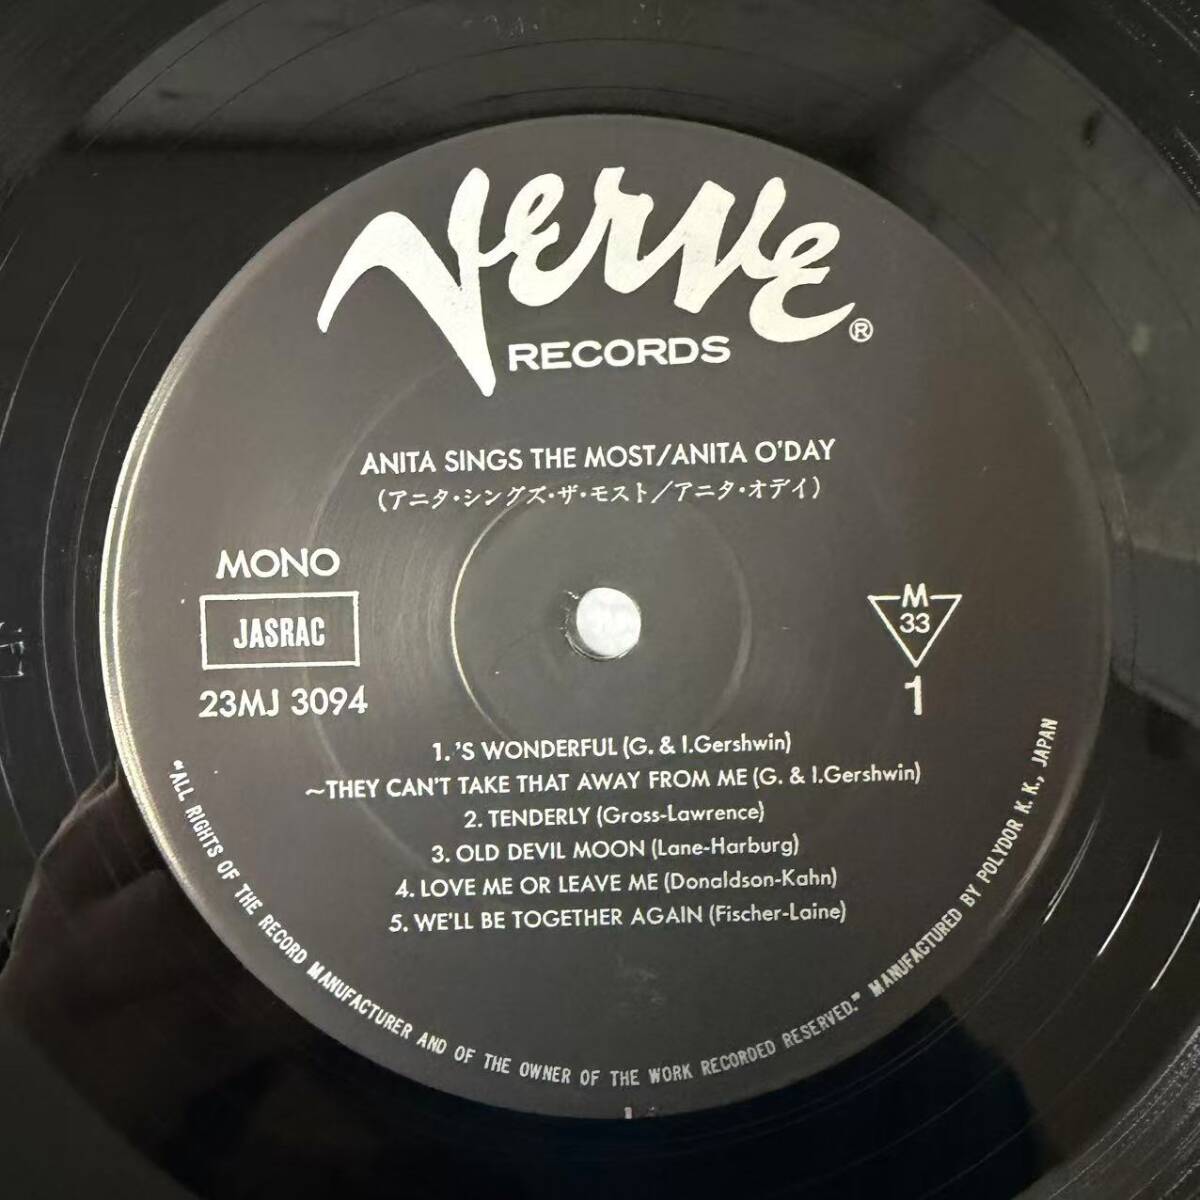 Verve
RECORDS ®
ANITA SINGS THE MOST/ANITA O'DAY
(アニタ・シングズ・ザ・モスト/アニタ・オデイ)
MONO
JASRAC
23MJ 3094
M
33
1
1. 'S WONDERFUL (G. & I.Gershwin)
~THEY CAN'T TAKE THAT AWAY FROM ME (G. & I.Gershwin)
2. TENDERLY (Gross-Lawrence)
3. OLD DEVIL MOON (Lane-Harburg)
4. LOVE ME OR LEAVE ME (Donaldson-Kahn)
5. WE'LL BE TOGETHER AGAIN (Fischer-Laine)
"ALL RIGHTS OF THE RECORD MANUFACTURER AND OF THE OWNER OF THE WORK RECORDED RESERVED." MANUFACTURED BY POLYDOR K.K., JAPAN